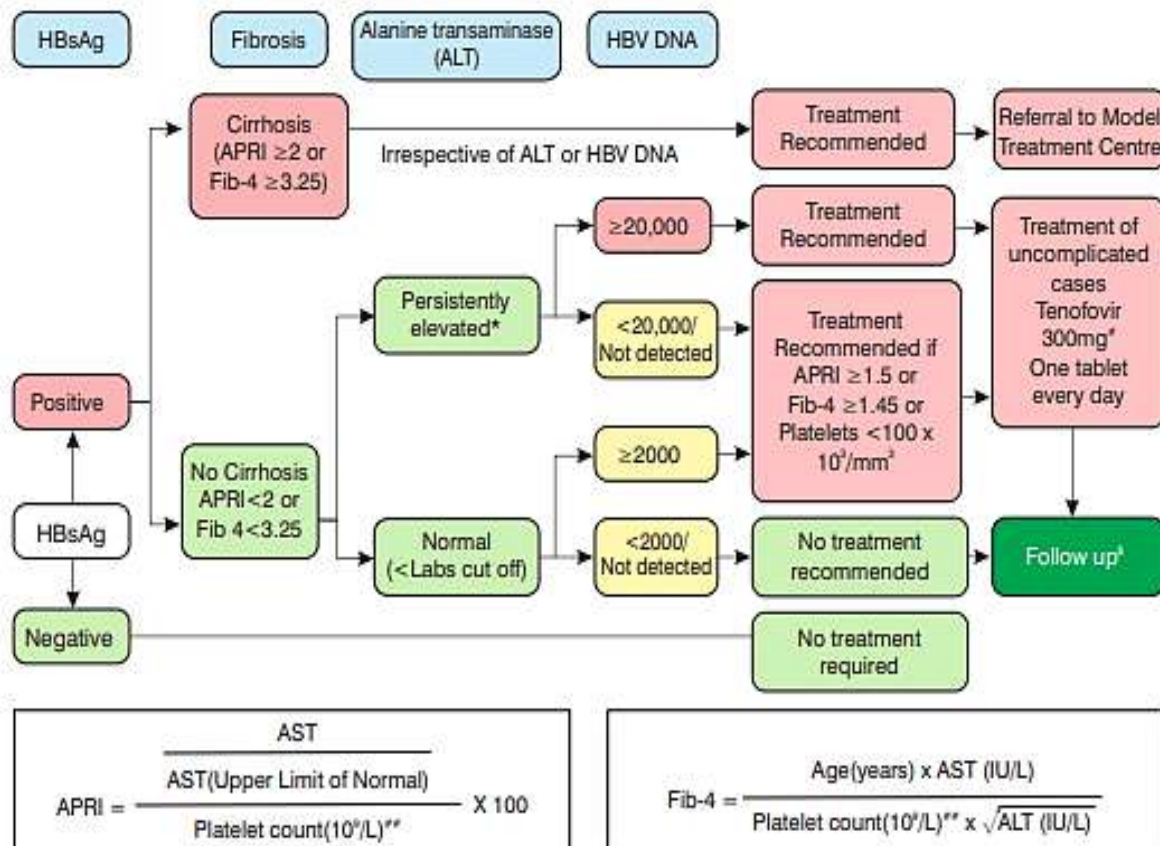 HBsAg
Fibrosis
Alanine transaminase
(ALT)
HBV DNA
Cirrhosis
(APRI ≥2 or
Fib-4 ≥3.25)
Irrespective of ALT or HBV DNA
Treatment
Recommended
Referral to Model
Treatment Centre
Persistently
elevated*
≥20,000
Treatment
Recommended
<20,000/
Not detected
Treatment
Recommended if
APRI ≥1.5 or
Fib-4 ≥1.45 or
Platelets <100 x
10³/mm³
Treatment of
uncomplicated
cases
Tenofovir
300mg#
One tablet
every day
Positive
HBsAg
Negative
No Cirrhosis
APRI<2 or
Fib 4<3.25
Normal
(<Labs cut off)
≥2000
<2000/
Not detected
No treatment
recommended
Follow up
No treatment
required
AST
AST(Upper Limit of Normal)
APRI =
X 100
Platelet count(10⁹/L)##
Age(years) x AST (IU/L)
Fib-4 =
Platelet count(10⁹/L)## x √ALT (IU/L)